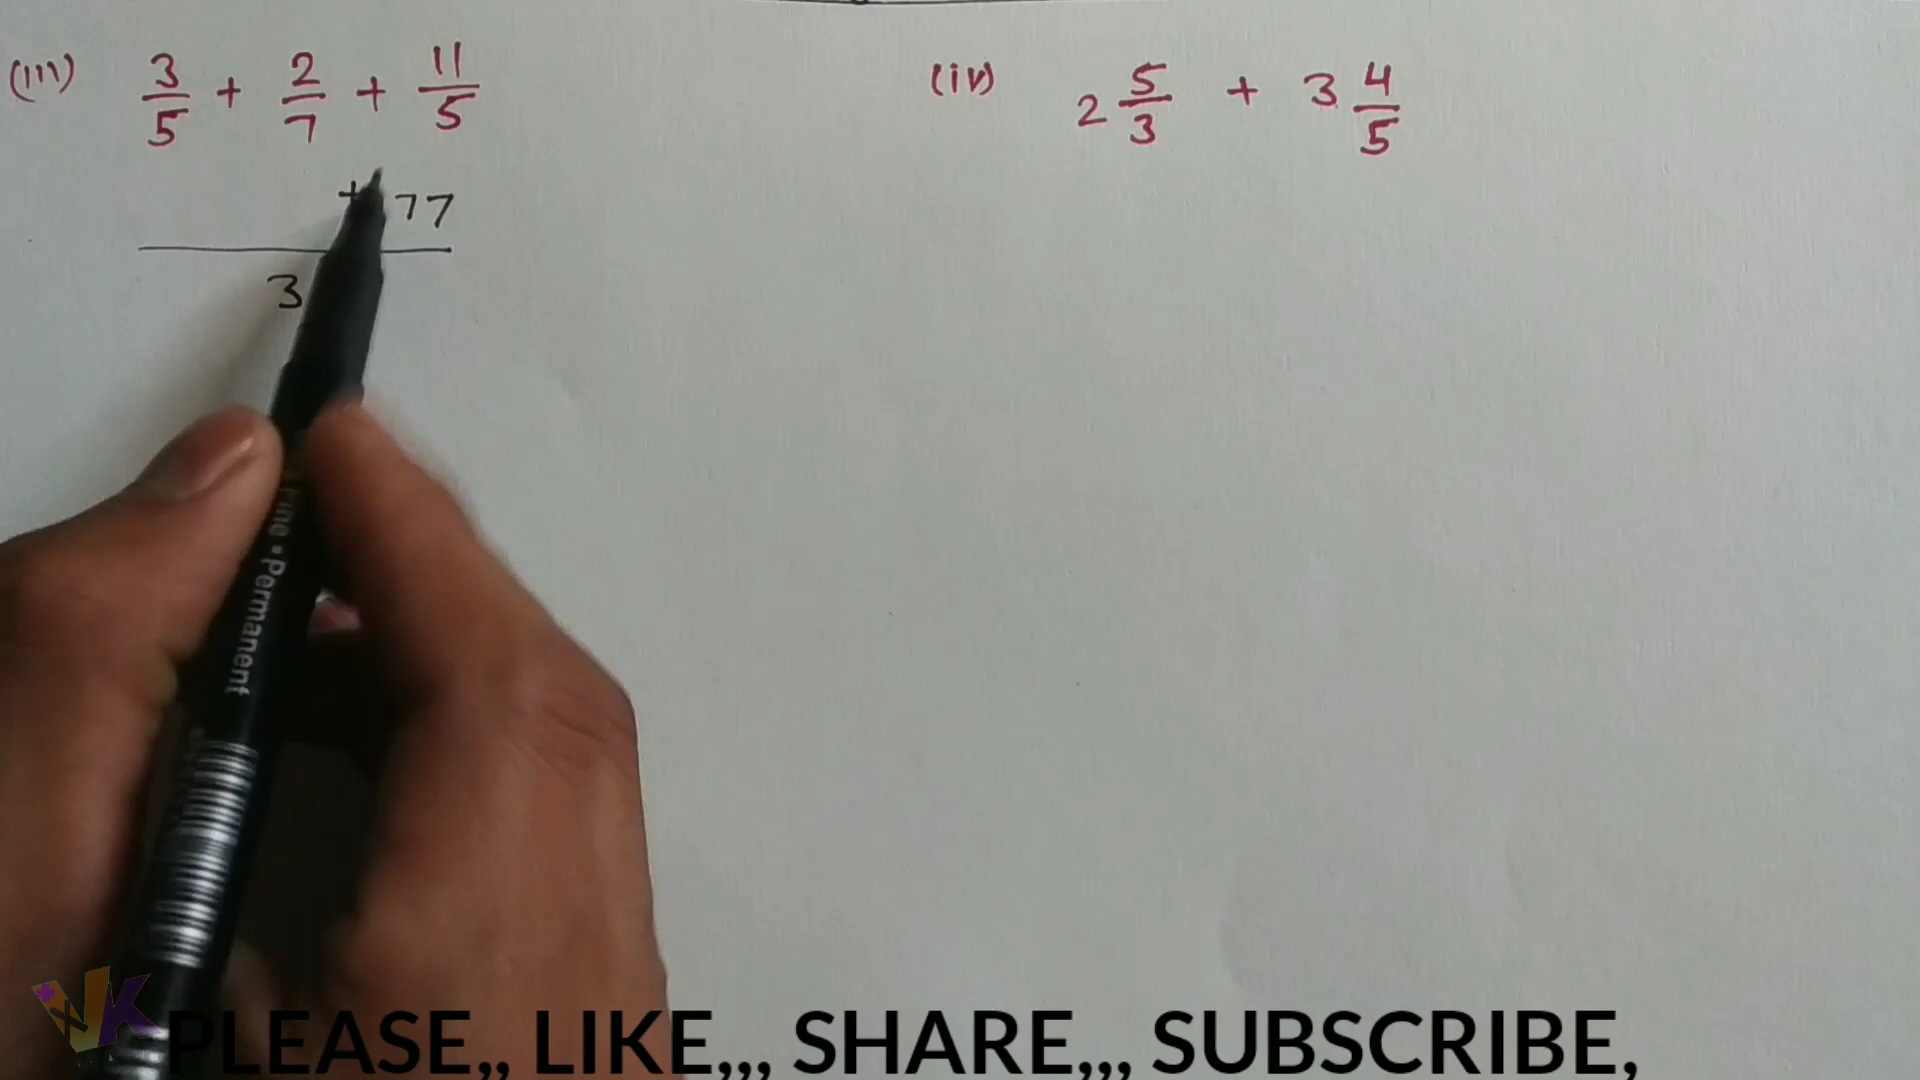 (iii) 3/5 + 2/7 + 11/5
+ 77
3
(iv) 2 5/3 + 3 4/5
Permanent
PLEASE,, LIKE,,, SHARE,,, SUBSCRIBE,
VK